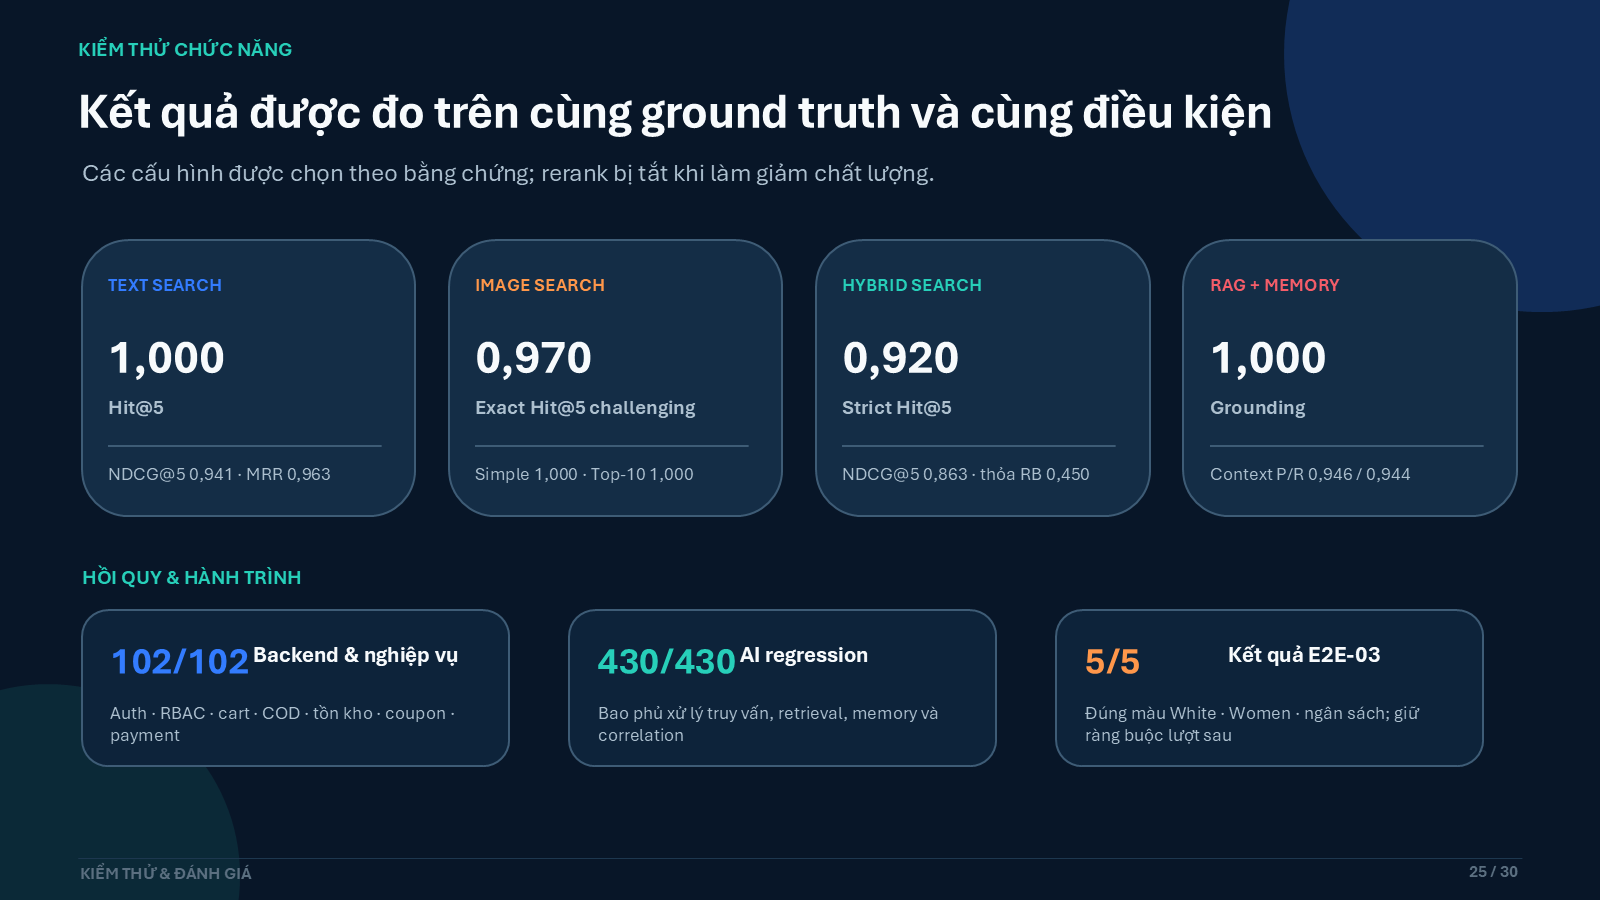 KIỂM THỬ CHỨC NĂNG
Kết quả được đo trên cùng ground truth và cùng điều kiện
Các cấu hình được chọn theo bằng chứng; rerank bị tắt khi làm giảm chất lượng.
TEXT SEARCH
1,000
Hit@5
NDCG@5 0,941 · MRR 0,963
IMAGE SEARCH
0,970
Exact Hit@5 challenging
Simple 1,000 · Top-10 1,000
HYBRID SEARCH
0,920
Strict Hit@5
NDCG@5 0,863 · thỏa RB 0,450
RAG + MEMORY
1,000
Grounding
Context P/R 0,946 / 0,944
HỒI QUY & HÀNH TRÌNH
102/102 Backend & nghiệp vụ
Auth · RBAC · cart · COD · tồn kho · coupon ·
payment
430/430 AI regression
Bao phủ xử lý truy vấn, retrieval, memory và
correlation
5/5 Kết quả E2E-03
Đúng màu White · Women · ngân sách; giữ
ràng buộc lượt sau
KIỂM THỬ & ĐÁNH GIÁ
25 / 30